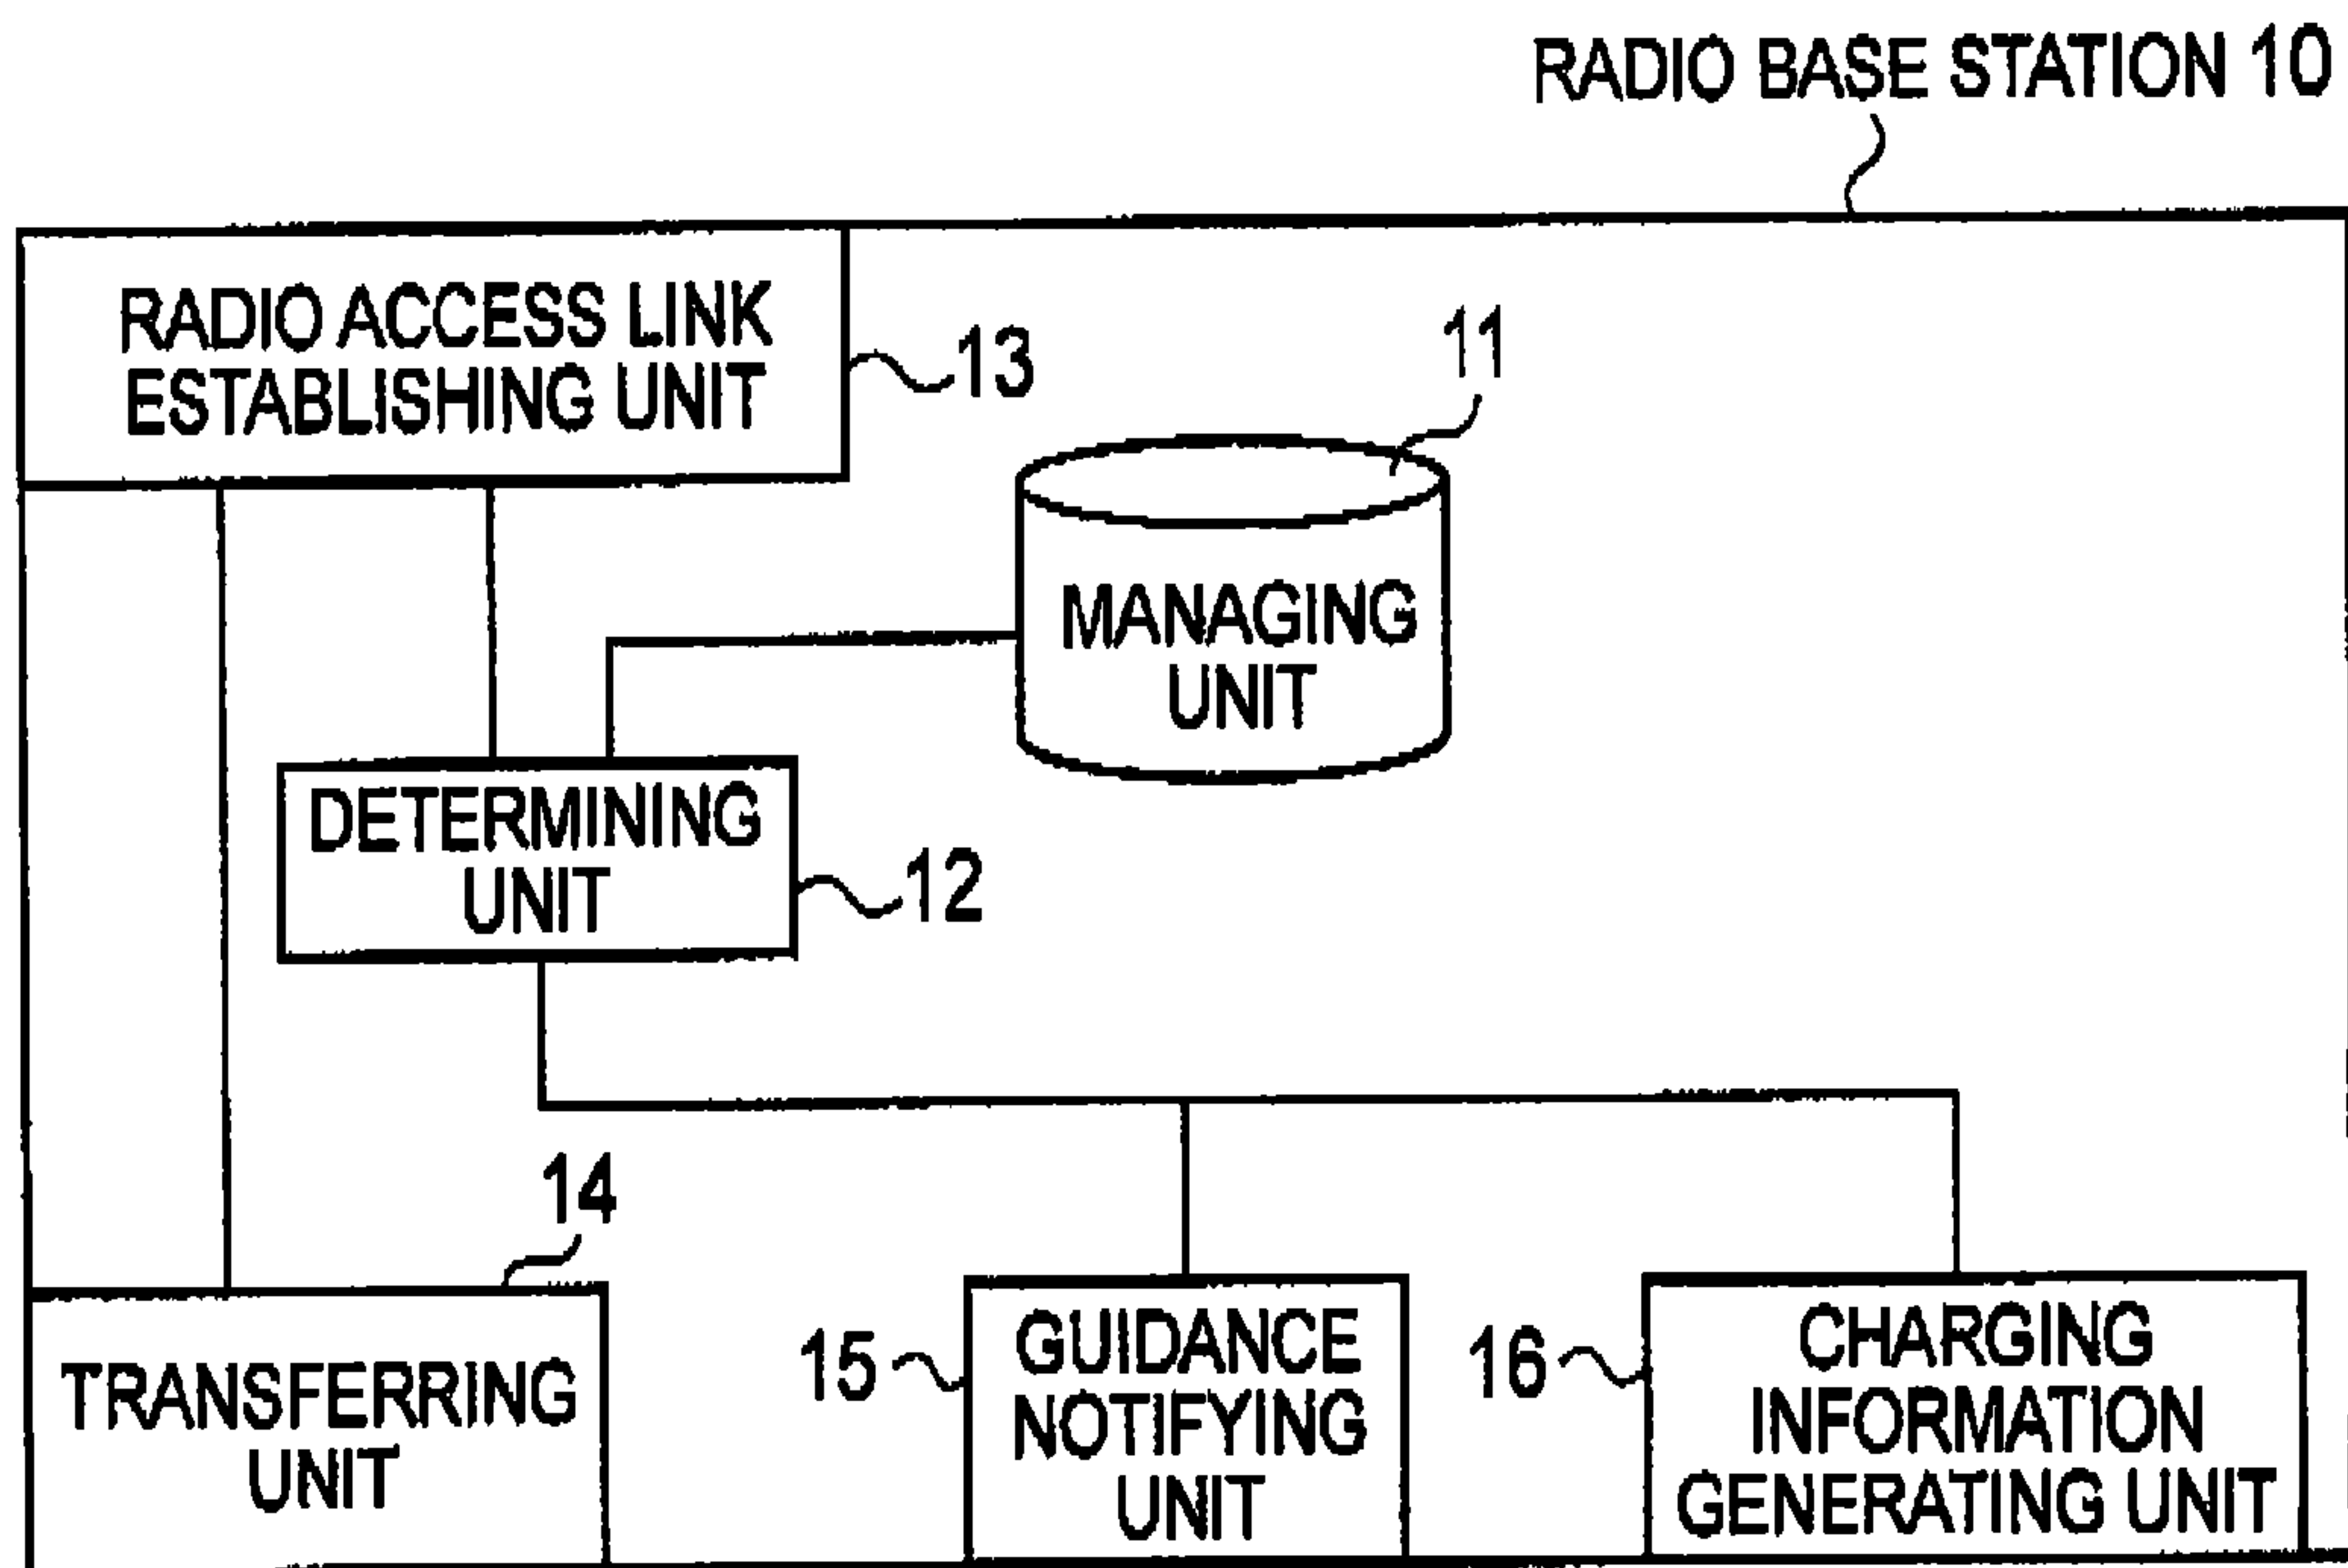 RADIO BASE STATION 10
RADIO ACCESS LINK
ESTABLISHING UNIT
13
11
MANAGING
UNIT
DETERMINING
UNIT
12
14
TRANSFERRING
UNIT
15
GUIDANCE
NOTIFYING
UNIT
16
CHARGING
INFORMATION
GENERATING UNIT